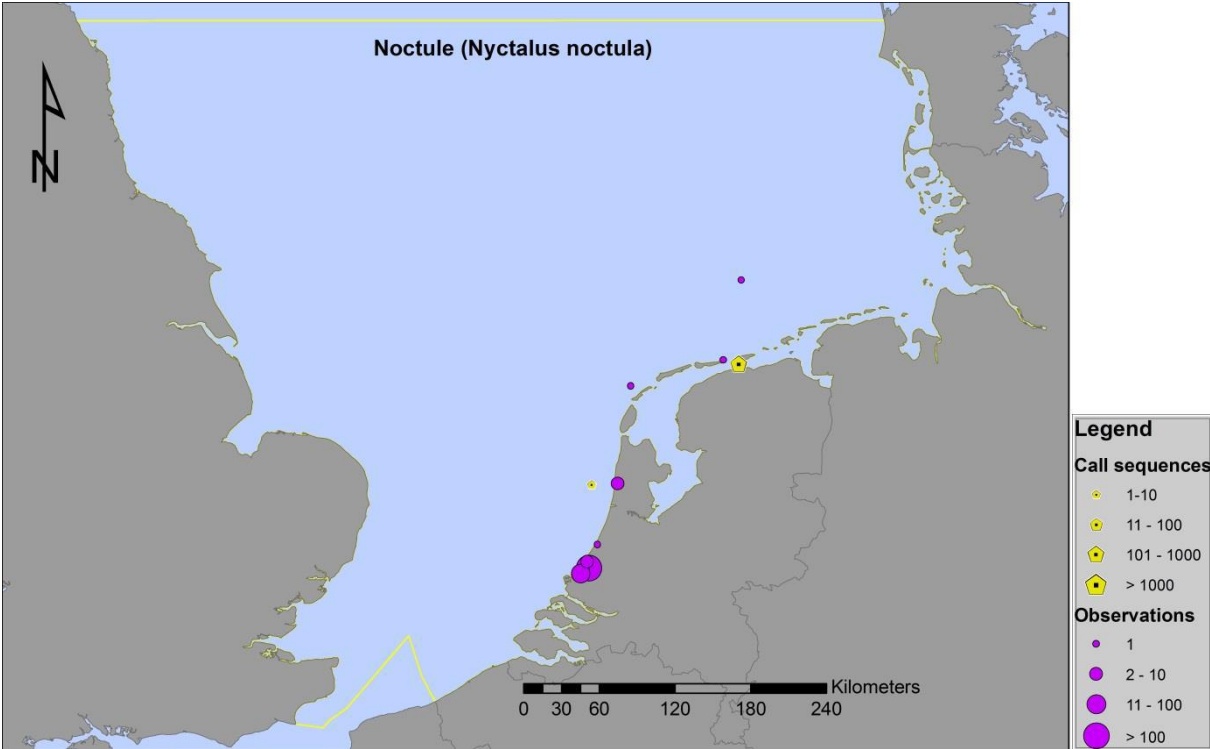 Noctule (Nyctalus noctula)
N
Kilometers
0 30 60 120 180 240
Legend
Call sequences
1-10
11 - 100
101 - 1000
> 1000
Observations
1
2 - 10
11 - 100
> 100